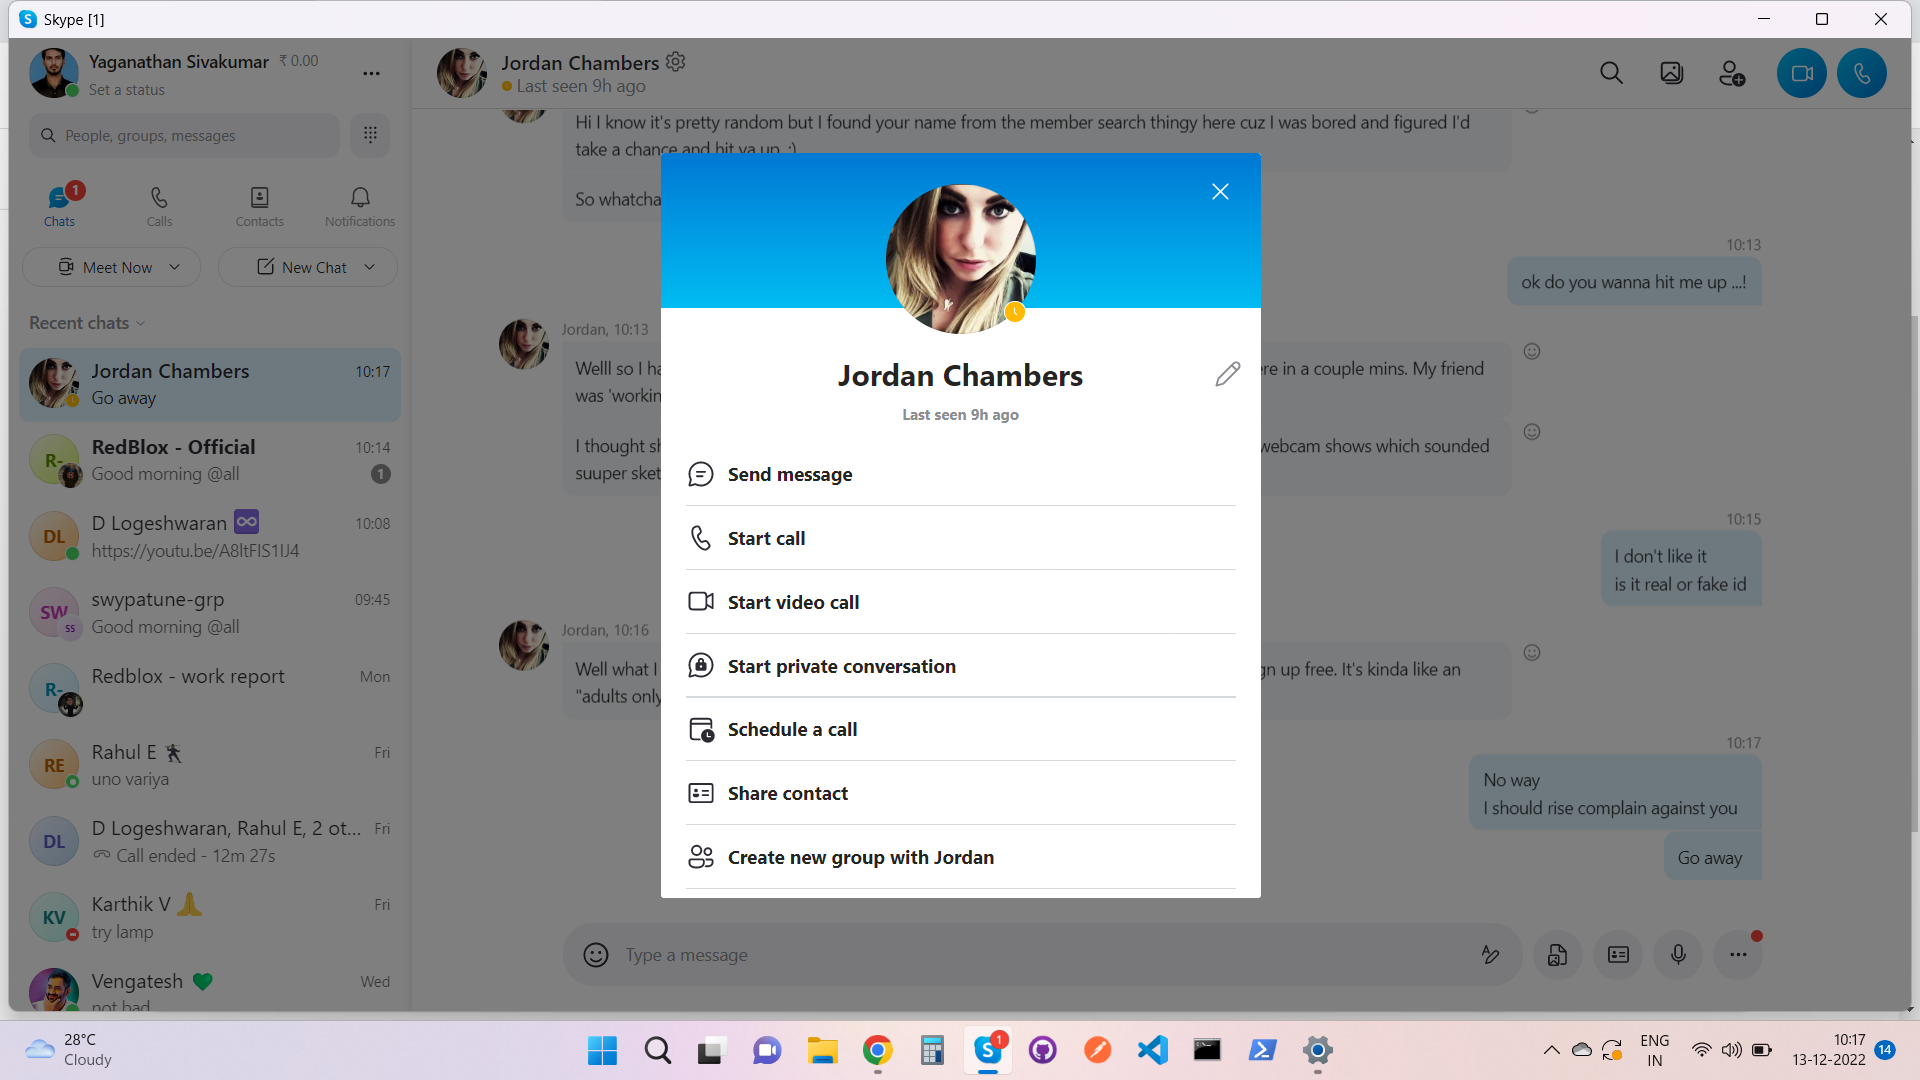 Skype [1]
Yaganathan Sivakumar ₹ 0.00
Set a status
People, groups, messages
1
Chats
Calls
Contacts
Notifications
Meet Now
New Chat
Recent chats
Jordan Chambers 10:17
Go away
R-
RedBlox - Official 10:14
Good morning @all 1
DL
D Logeshwaran 10:08
https://youtu.be/A8ltFIS1IJ4
SW
SS
swypatune-grp 09:45
Good morning @all
R-
Redblox - work report Mon
RE
Rahul E Fri
uno variya
DL
D Logeshwaran, Rahul E, 2 ot... Fri
Call ended - 12m 27s
KV
Karthik V Fri
try lamp
Vengatesh Wed
not bad
Jordan Chambers
Last seen 9h ago
Hi I know it's pretty random but I found your name from the member search thingy here cuz I was bored and figured I'd
take a chance and hit ya up. :)
So whatcha
10:13
ok do you wanna hit me up ...!
Jordan, 10:13
Welll so I ha
re in a couple mins. My friend
was 'workin
I thought sh
webcam shows which sounded
suuper sket
10:15
I don't like it
is it real or fake id
Jordan, 10:16
Well what I
gn up free. It's kinda like an
"adults only
10:17
No way
I should rise complain against you
Go away
Type a message
Jordan Chambers
Last seen 9h ago
Send message
Start call
Start video call
Start private conversation
Schedule a call
Share contact
Create new group with Jordan
28°C
Cloudy
1
ENG
IN
10:17
13-12-2022
14